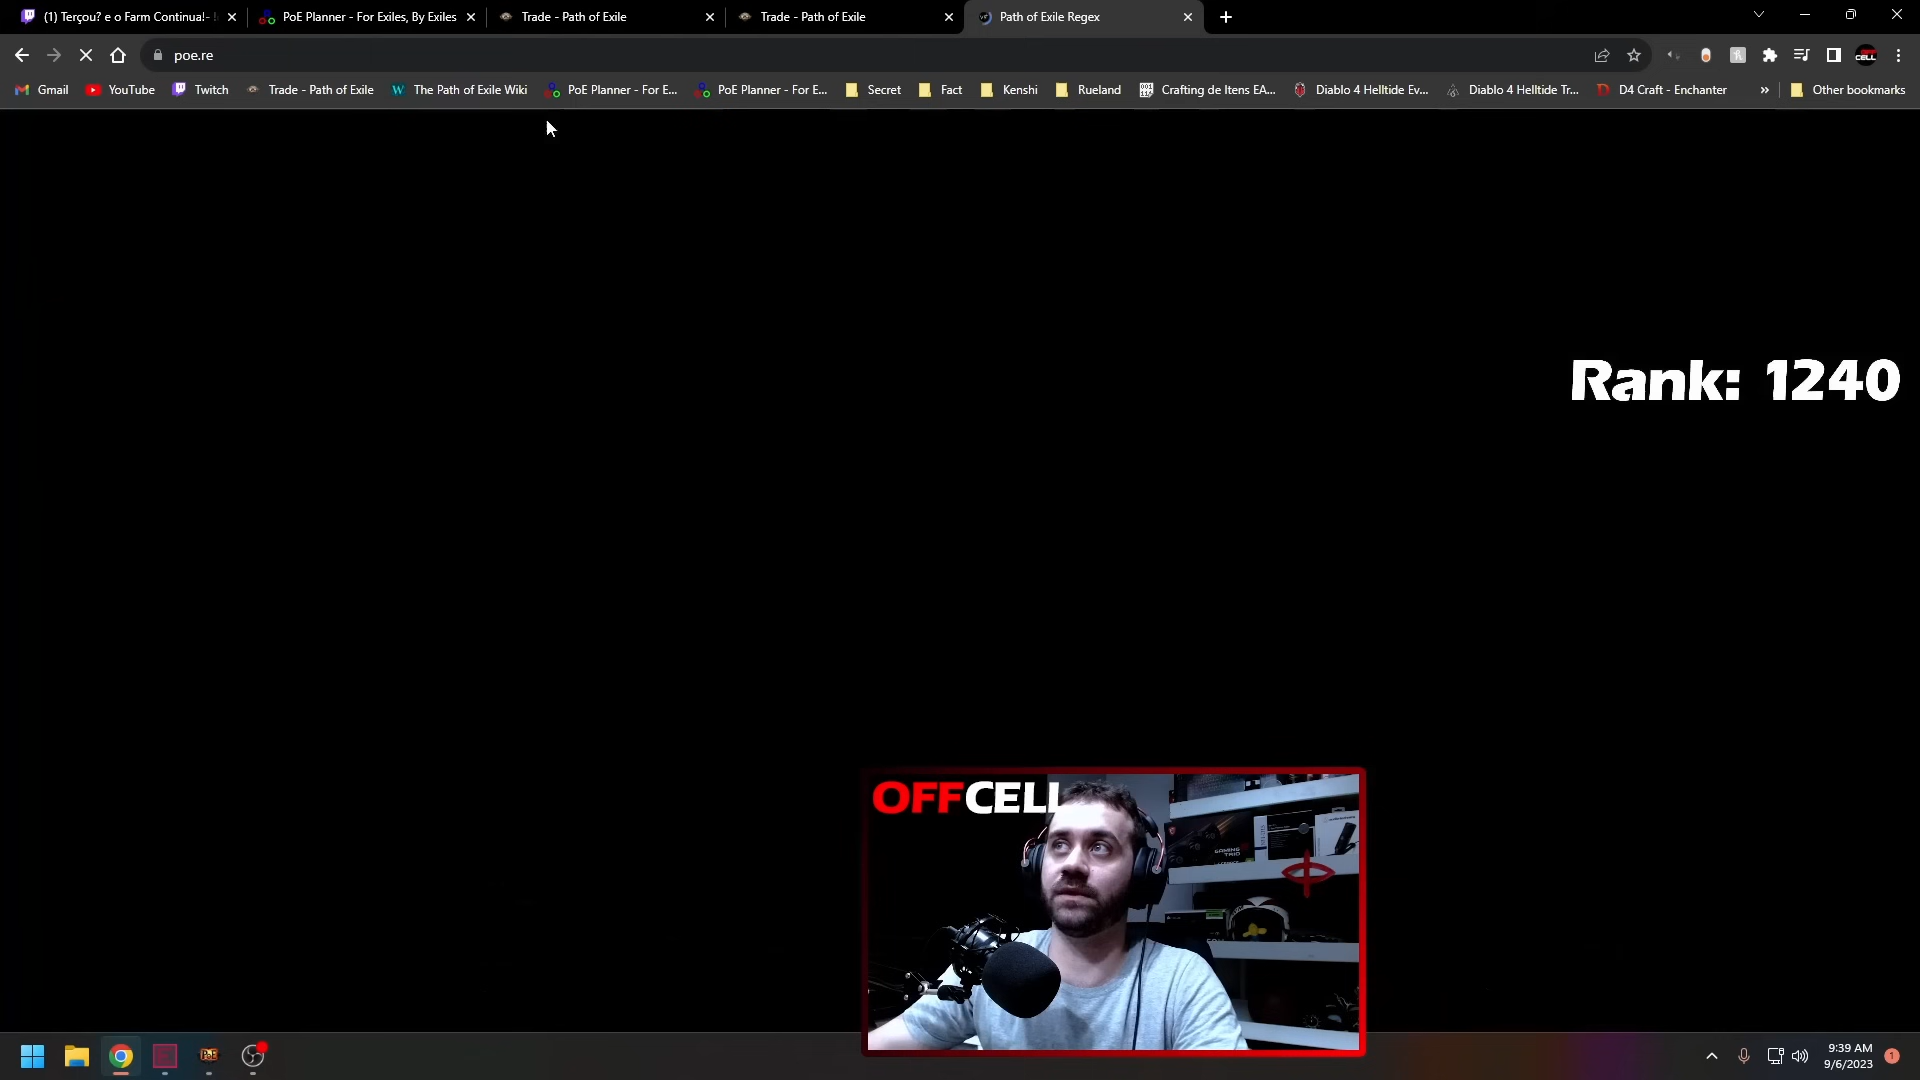 (1) Terçou? e o Farm Continua!- !
PoE Planner - For Exiles, By Exiles
Trade - Path of Exile
Trade - Path of Exile
Path of Exile Regex
poe.re
Gmail
YouTube
Twitch
Trade - Path of Exile
W
The Path of Exile Wiki
PoE Planner - For E...
PoE Planner - For E...
Secret
Fact
Kenshi
Rueland
Crafting de Itens EA...
Diablo 4 Helltide Ev...
Diablo 4 Helltide Tr...
D4 Craft - Enchanter
»
Other bookmarks
Rank: 1240
OFFCELL
GAMING
TRIO
9:39 AM
9/6/2023
1